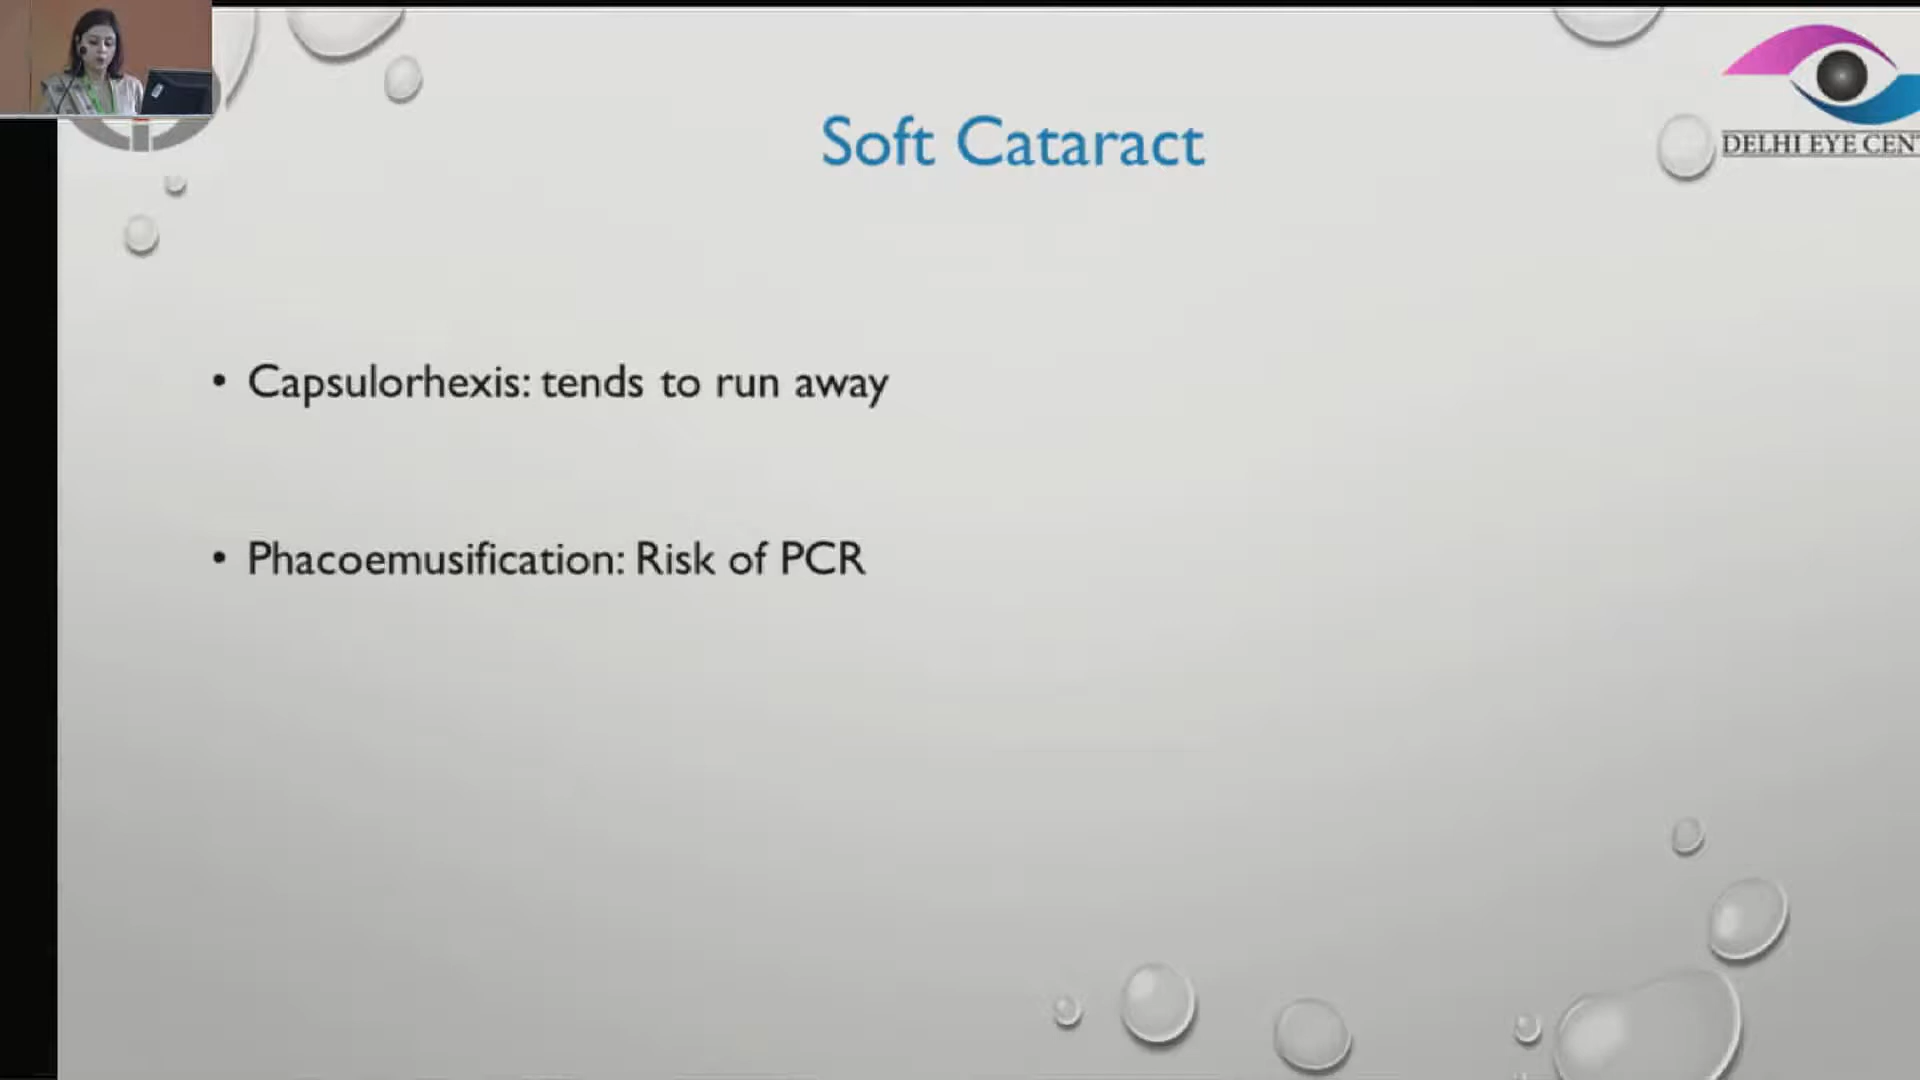 Soft Cataract
DELHI EYE CENT
• Capsulorhexis: tends to run away
• Phacoemusification: Risk of PCR